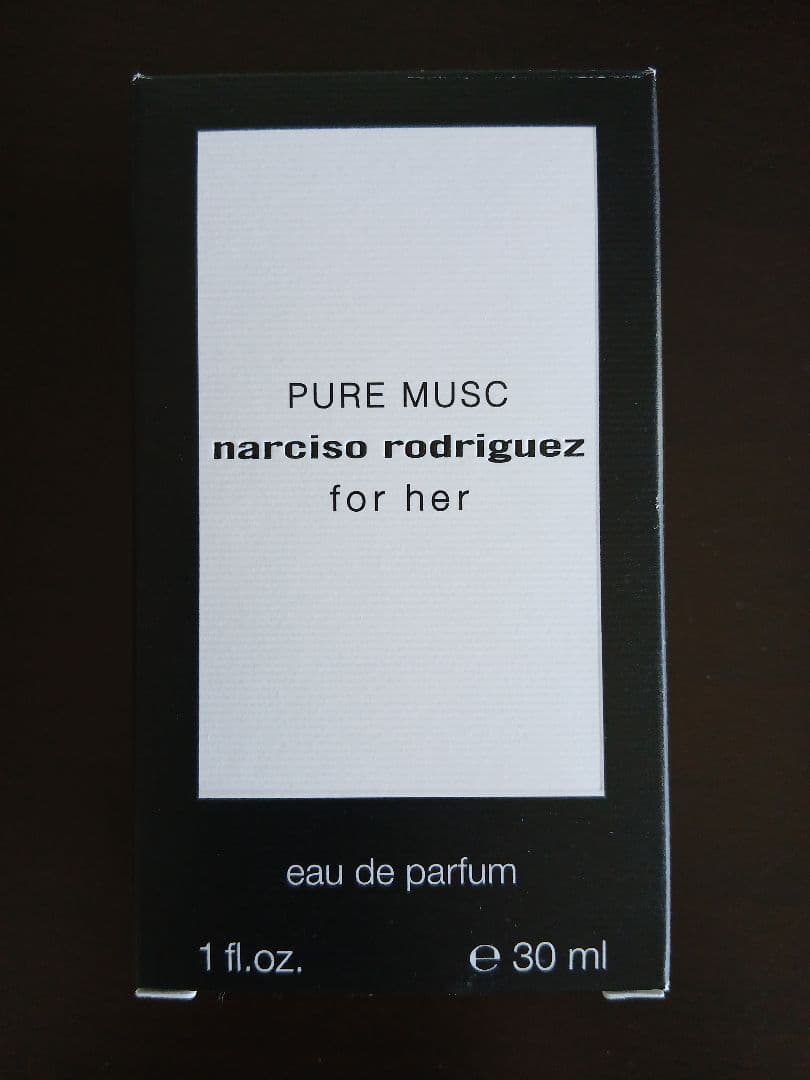 PURE MUSC
narciso rodriguez
for her
eau de parfum
1 fl.oz. ℮ 30 ml